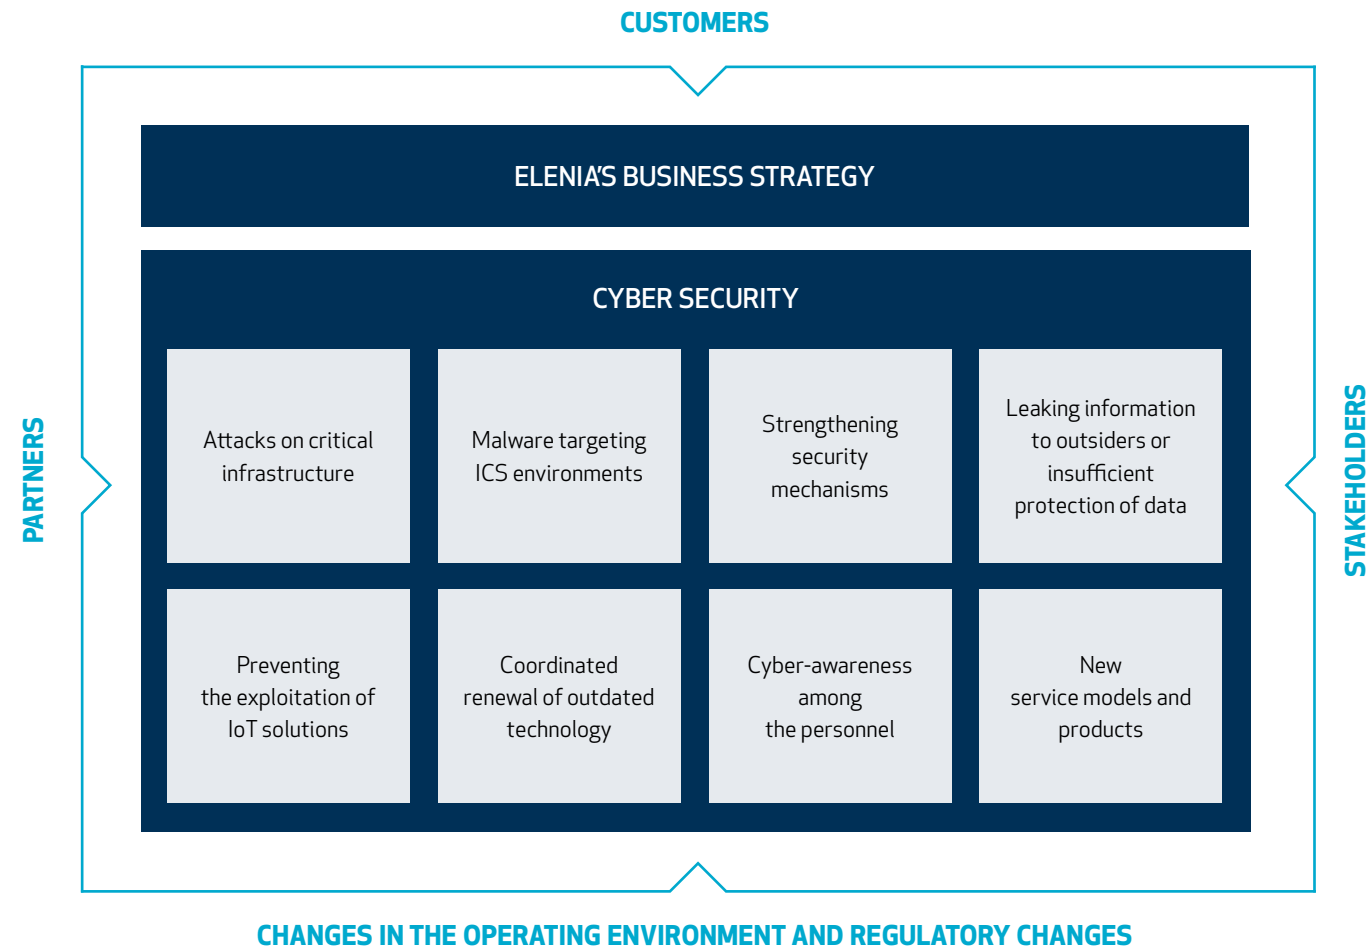 CUSTOMERS
ELENIA'S BUSINESS STRATEGY
CYBER SECURITY
PARTNERS
Attacks on critical
infrastructure
Malware targeting
ICS environments
Strengthening
security
mechanisms
Leaking information
to outsiders or
insufficient
protection of data
STAKEHOLDERS
Preventing
the exploitation of
IoT solutions
Coordinated
renewal of outdated
technology
Cyber-awareness
among
the personnel
New
service models and
products
CHANGES IN THE OPERATING ENVIRONMENT AND REGULATORY CHANGES